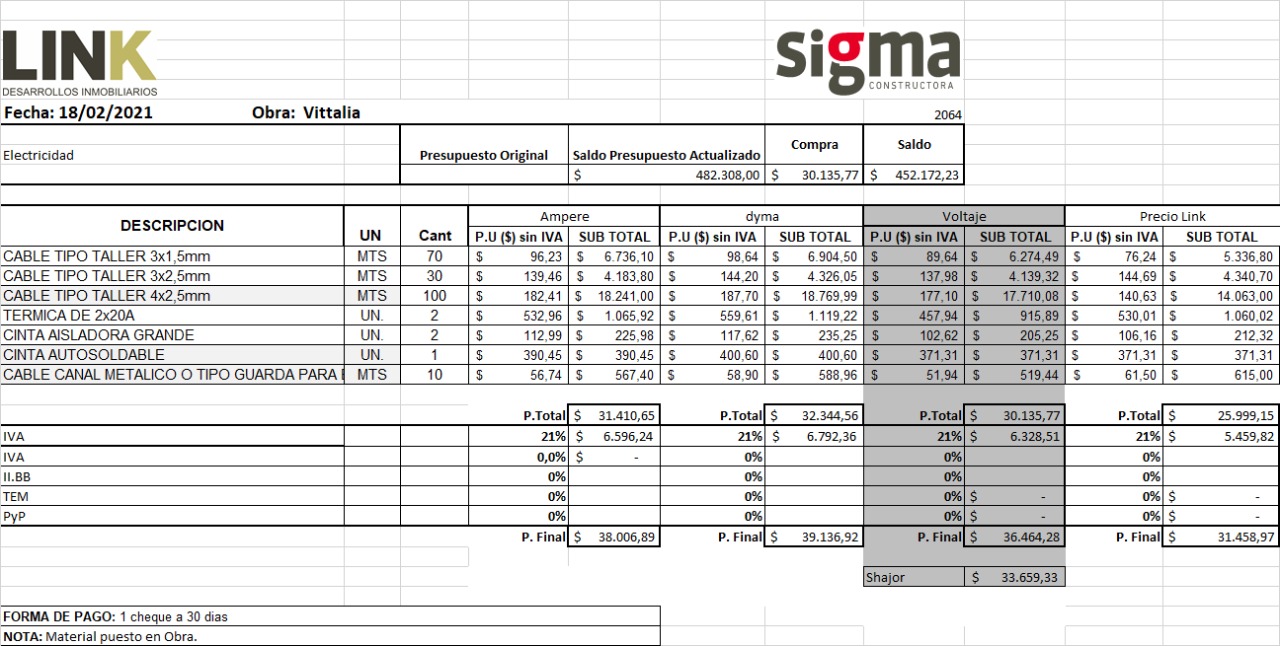 LINK
DESARROLLOS INMOBILIARIOS
sigma
CONSTRUCTORA
Fecha: 18/02/2021 Obra: Vittalia 2064
Electricidad Presupuesto Original Saldo Presupuesto Actualizado Compra Saldo
$ 482.308,00 $ 30.135,77 $ 452.172,23
DESCRIPCION UN Cant Ampere dyma Voltaje Precio Link
P.U ($) sin IVA SUB TOTAL P.U ($) sin IVA SUB TOTAL P.U ($) sin IVA SUB TOTAL P.U ($) sin IVA SUB TOTAL
CABLE TIPO TALLER 3x1,5mm MTS 70 $ 96,23 $ 6.736,10 $ 98,64 $ 6.904,50 $ 89,64 $ 6.274,49 $ 76,24 $ 5.336,80
CABLE TIPO TALLER 3x2,5mm MTS 30 $ 139,46 $ 4.183,80 $ 144,20 $ 4.326,05 $ 137,98 $ 4.139,32 $ 144,69 $ 4.340,70
CABLE TIPO TALLER 4x2,5mm MTS 100 $ 182,41 $ 18.241,00 $ 187,70 $ 18.769,99 $ 177,10 $ 17.710,08 $ 140,63 $ 14.063,00
TERMICA DE 2x20A UN. 2 $ 532,96 $ 1.065,92 $ 559,61 $ 1.119,22 $ 457,94 $ 915,89 $ 530,01 $ 1.060,02
CINTA AISLADORA GRANDE UN. 2 $ 112,99 $ 225,98 $ 117,62 $ 235,25 $ 102,62 $ 205,25 $ 106,16 $ 212,32
CINTA AUTOSOLDABLE UN. 1 $ 390,45 $ 390,45 $ 400,60 $ 400,60 $ 371,31 $ 371,31 $ 371,31 $ 371,31
CABLE CANAL METALICO O TIPO GUARDA PARA MTS 10 $ 56,74 $ 567,40 $ 58,90 $ 588,96 $ 51,94 $ 519,44 $ 61,50 $ 615,00
P.Total $ 31.410,65 P.Total $ 32.344,56 P.Total $ 30.135,77 P.Total $ 25.999,15
IVA 21% $ 6.596,24 21% $ 6.792,36 21% $ 6.328,51 21% $ 5.459,82
IVA 0,0% $ - 0% 0% 0%
II.BB 0% 0% 0% 0%
TEM 0% 0% 0% $ - 0% $ -
PyP 0% 0% 0% $ - 0% $ -
P. Final $ 38.006,89 P. Final $ 39.136,92 P. Final $ 36.464,28 P. Final $ 31.458,97
Shajor $ 33.659,33
FORMA DE PAGO: 1 cheque a 30 dias
NOTA: Material puesto en Obra.